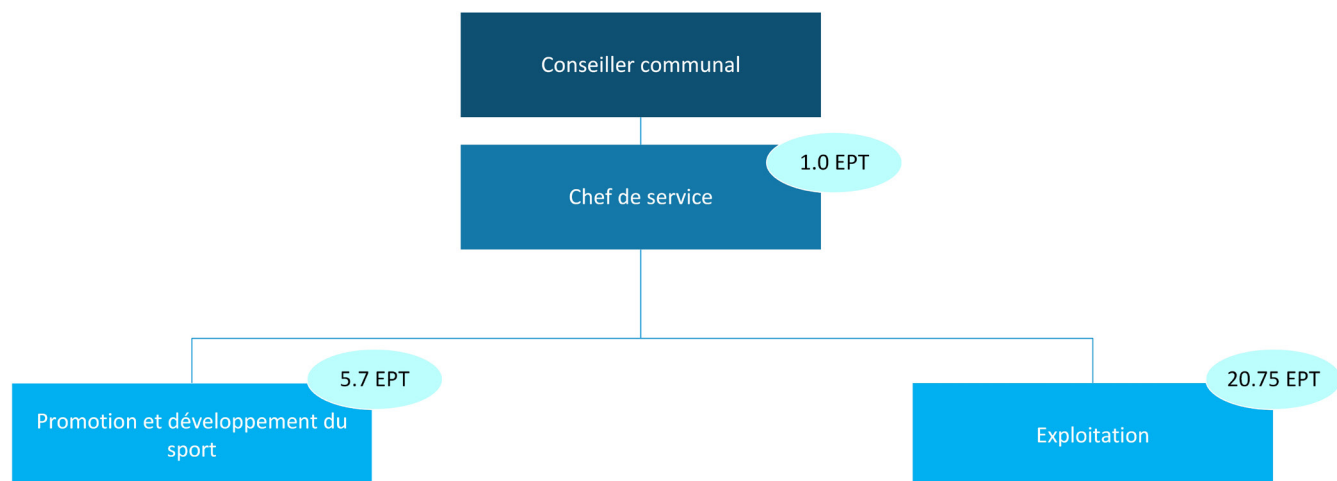 Conseiller communal
1.0 EPT
Chef de service
5.7 EPT
20.75 EPT
Promotion et développement du
sport
Exploitation